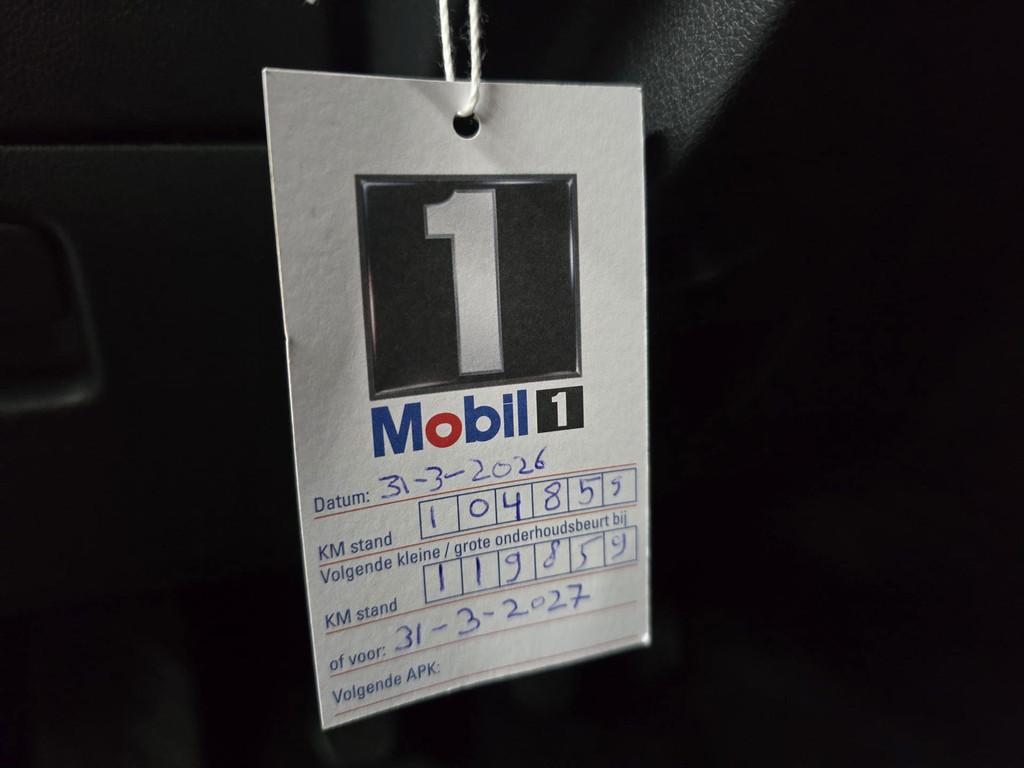 1
Mobil 1
Datum: 31-3-2026
KM stand 104859
Volgende kleine / grote onderhoudsbeurt bij
KM stand 119859
of voor: 31-3-2027
Volgende APK: